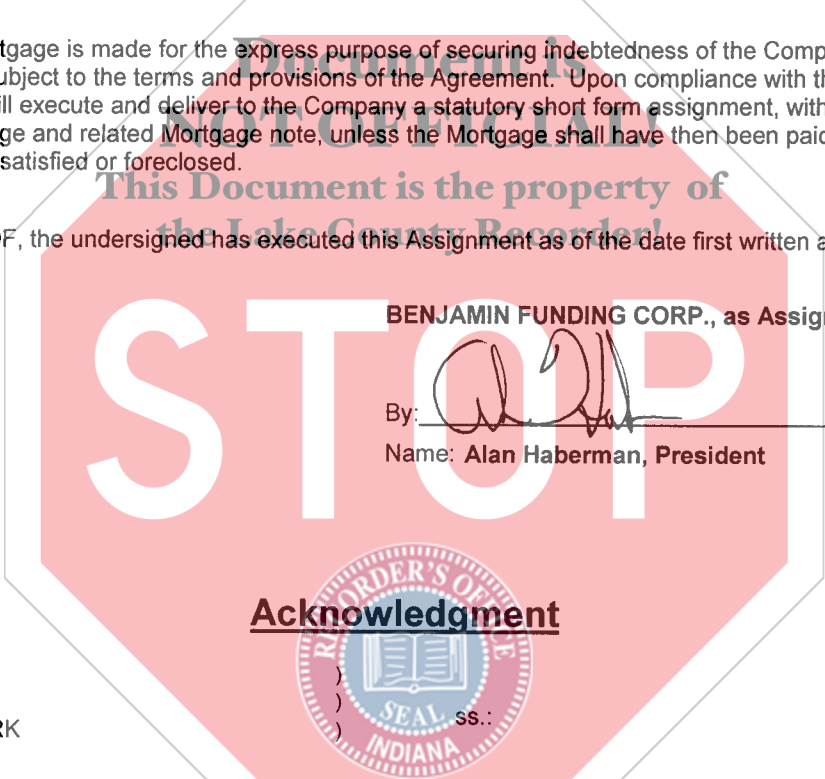 tgage is made for the express purpose of securing indebtedness of the Comp
ubject to the terms and provisions of the Agreement. Upon compliance with th
ill execute and deliver to the Company a statutory short form assignment, with
ge and related Mortgage note, unless the Mortgage shall have then been paid
satisfied or foreclosed.
Document is
NOT OFFICIAL!
This Document is the property of
the Lake County Recorder!
OF, the undersigned has executed this Assignment as of the date first written a
STOP
BENJAMIN FUNDING CORP., as Assign
By:
Name: Alan Haberman, President
Acknowledgment
RECORDER'S OFFICE
SEAL
INDIANA
)
)
) ss.:
RK